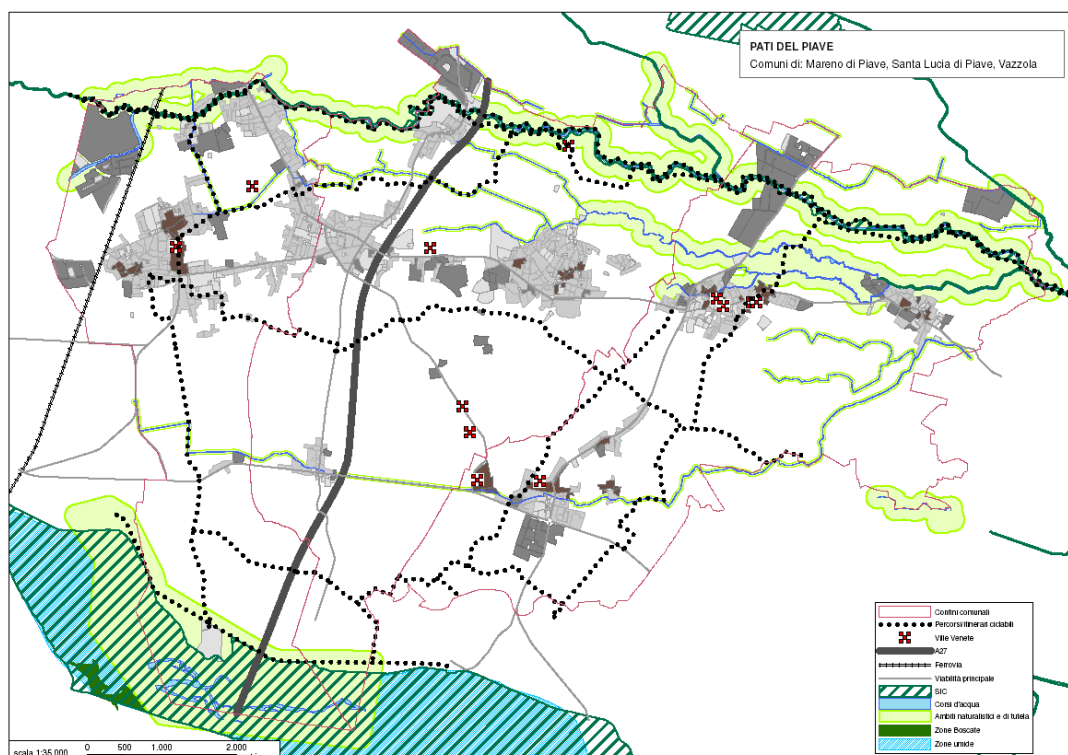 PATI DEL PIAVE
Comuni di: Mareno di Piave, Santa Lucia di Piave, Vazzola
Confini comunali
Percorsi/itinerari ciclabili
Ville Venete
A27
Ferrovia
Viabilità principale
SIC
Corsi d'acqua
Ambiti naturalistici e di tutela
Zone Boscate
Zone umide
scala 1:35.000 0 500 1.000 2.000